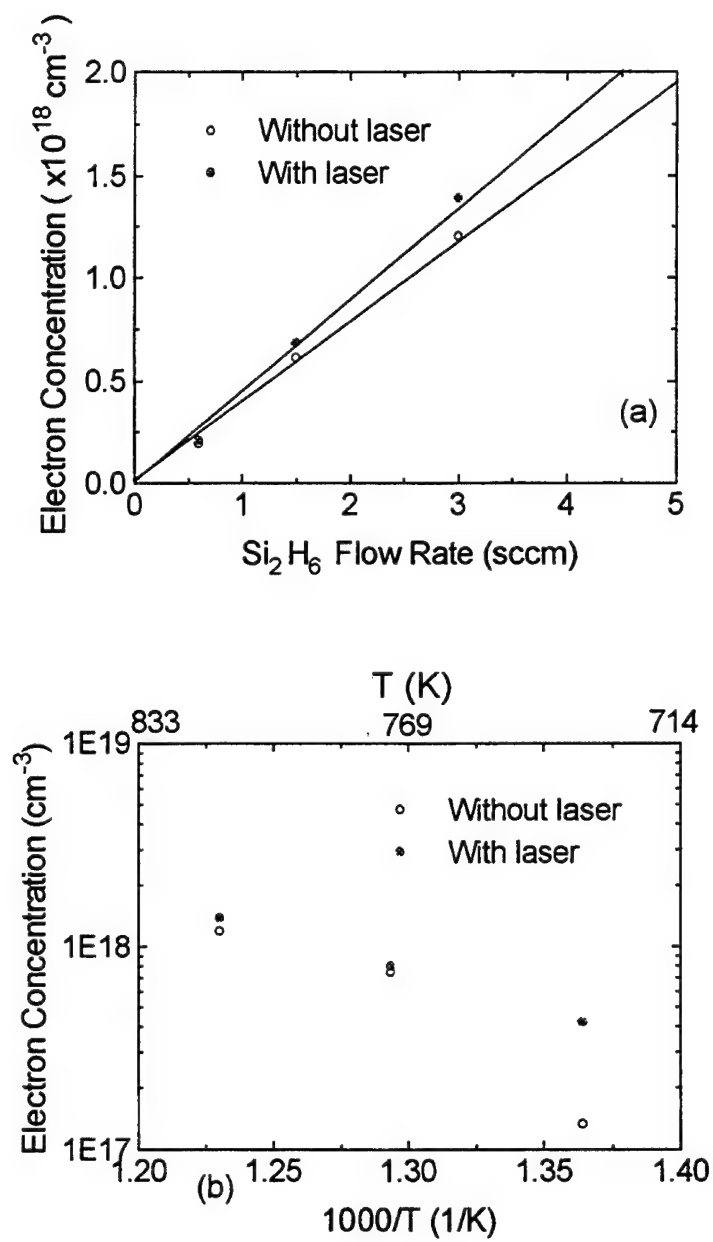 Electron Concentration ( x10^18 cm^-3)
2.0
1.5
1.0
0.5
0.0
Without laser
With laser
(a)
0 1 2 3 4 5
Si2H6 Flow Rate (sccm)
T (K)
833 769 714
Electron Concentration (cm^-3)
1E19
1E18
1E17
Without laser
With laser
1.20 1.25 1.30 1.35 1.40
(b)
1000/T (1/K)